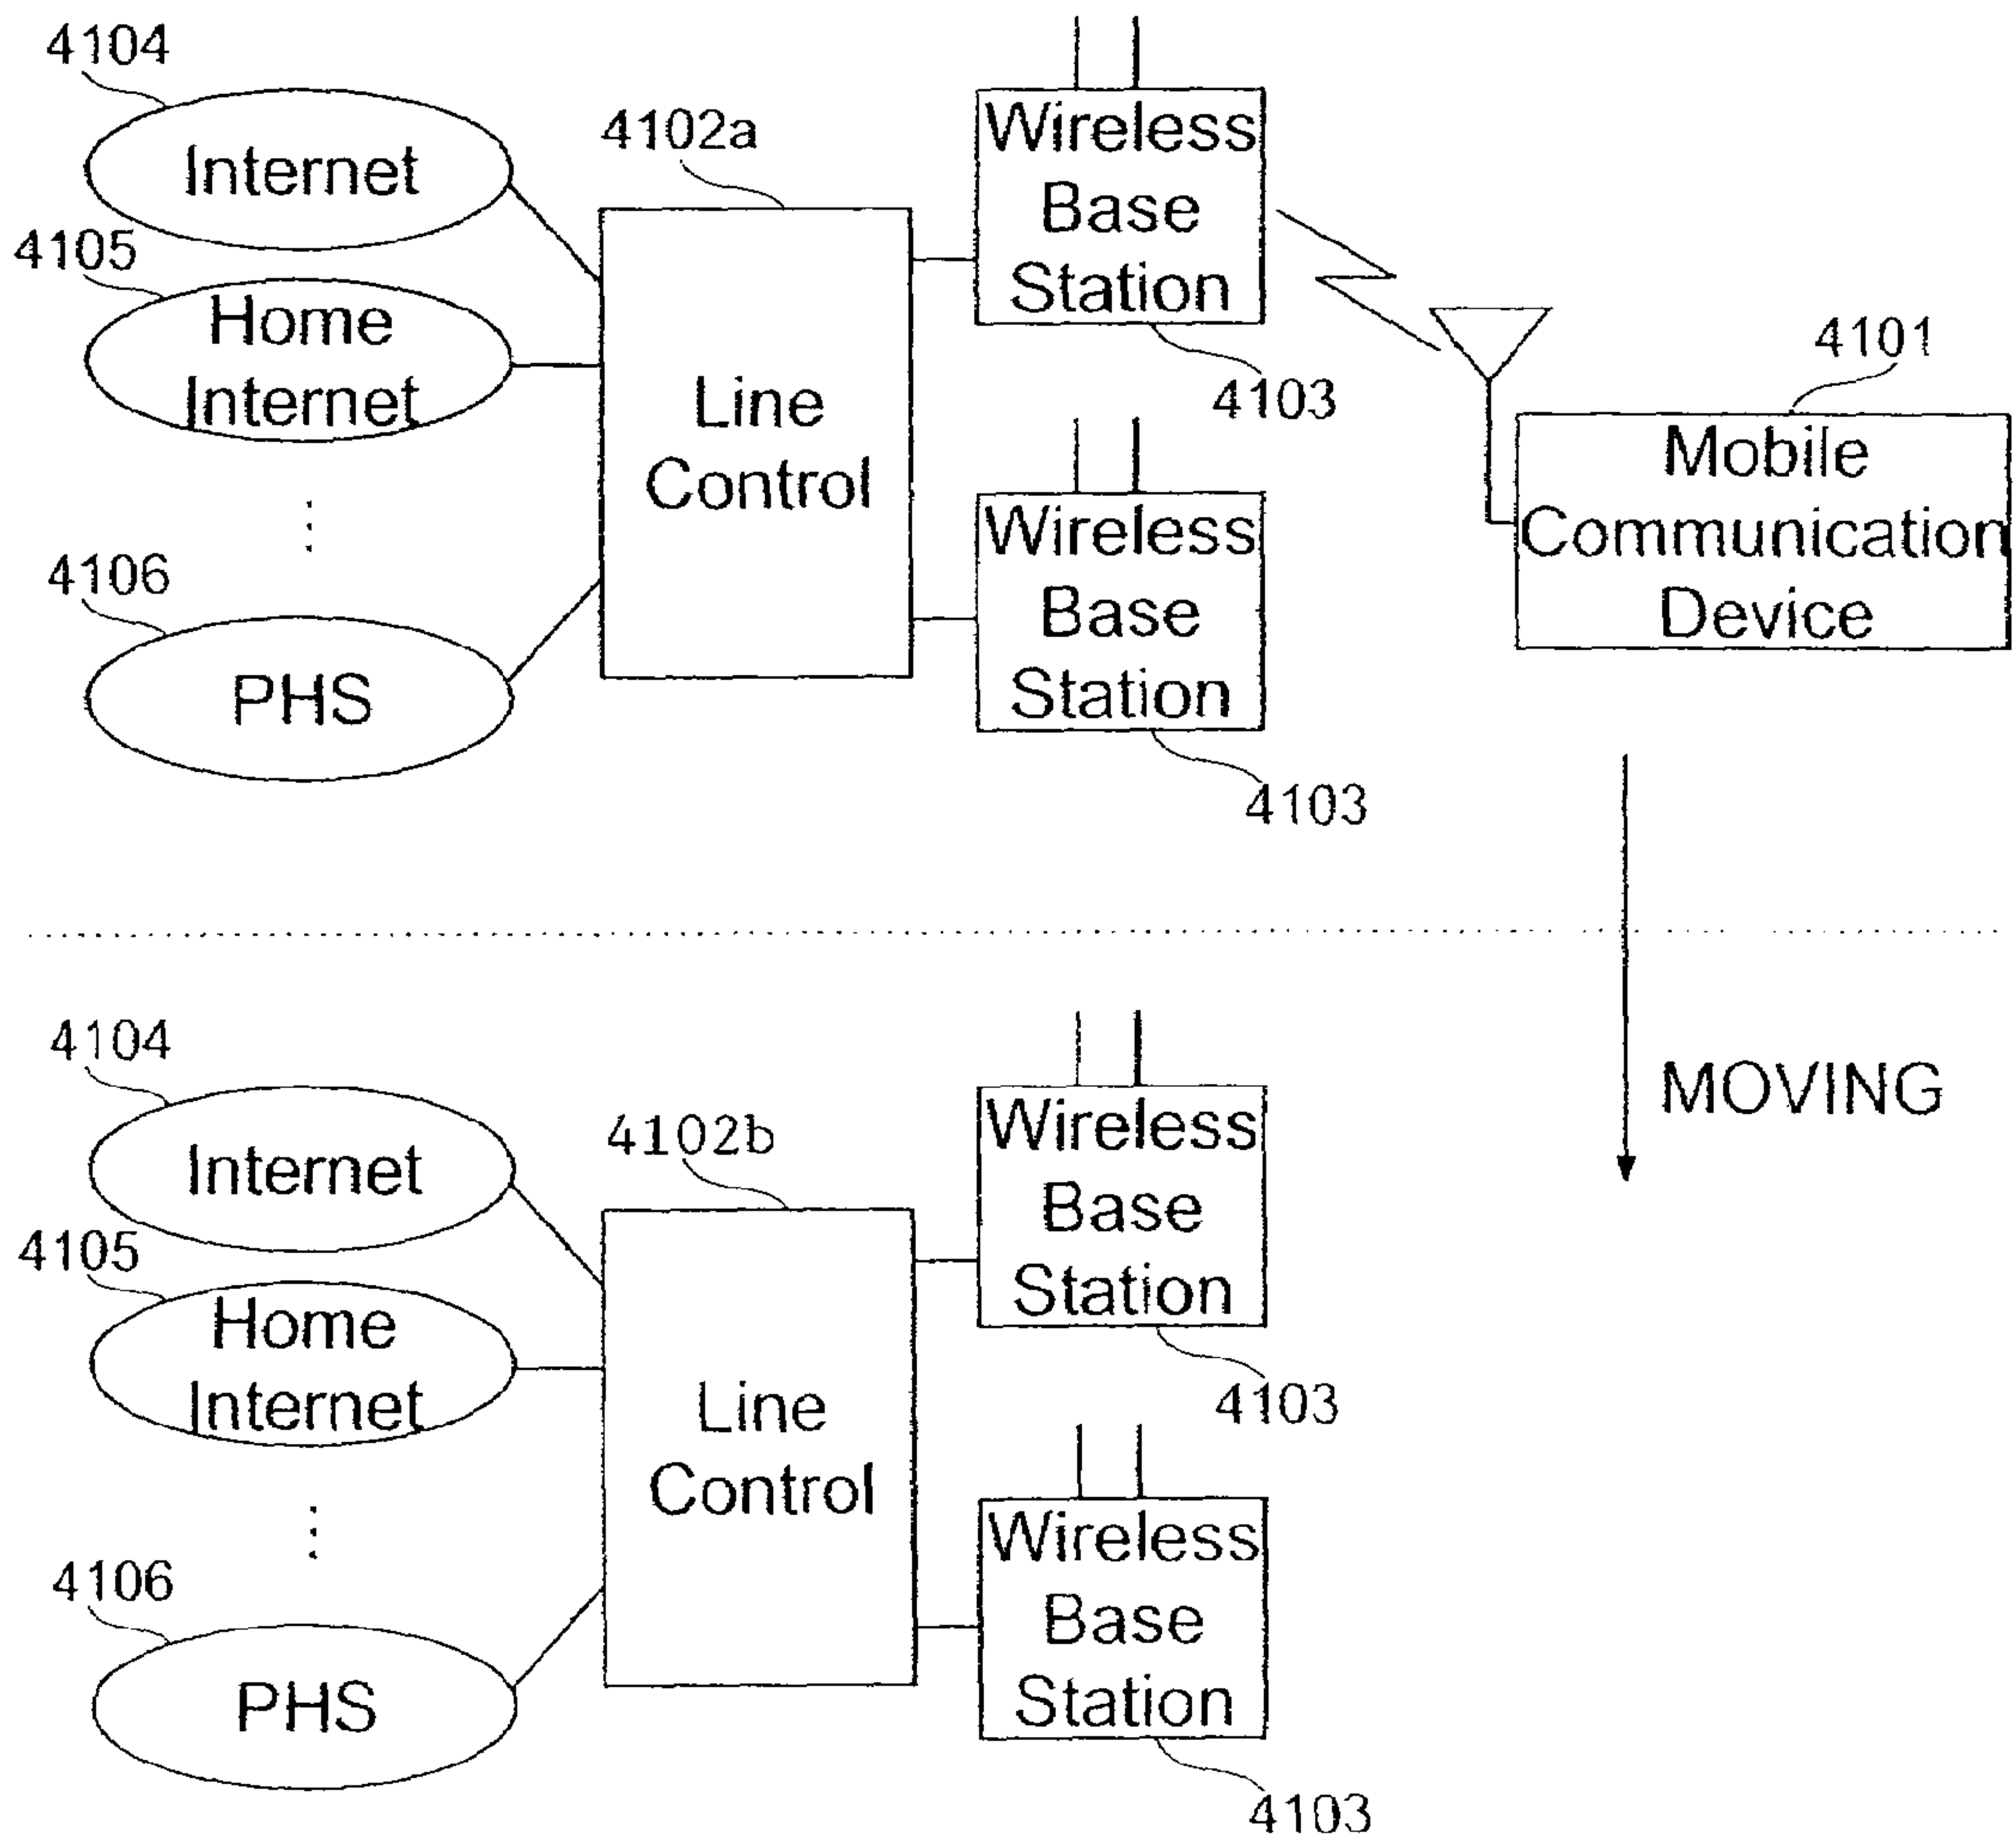 4104
Internet
4105
Home
Internet
4106
PHS
4102a
Line
Control
Wireless
Base
Station
4103
Wireless
Base
Station
4103
4101
Mobile
Communication
Device
MOVING
4104
Internet
4105
Home
Internet
4106
PHS
4102b
Line
Control
Wireless
Base
Station
4103
Wireless
Base
Station
4103